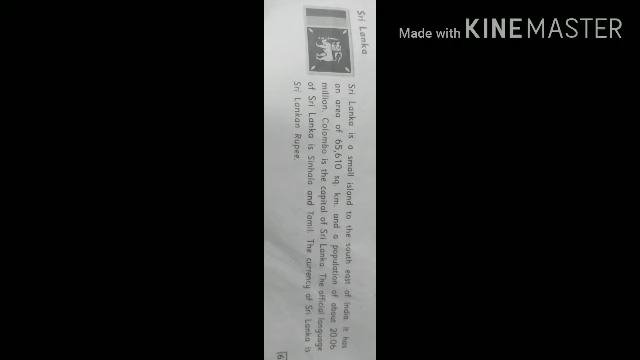 Made with KINEMASTER
Sri Lanka
Sri Lanka is a small island to the south east of India. It has
an area of 65,610 sq. km. and a population of about 20.06
million. Colombo is the capital of Sri Lanka. The official language
of Sri Lanka is Sinhala and Tamil. The currency of Sri Lanka is
Sri Lankan Rupee.